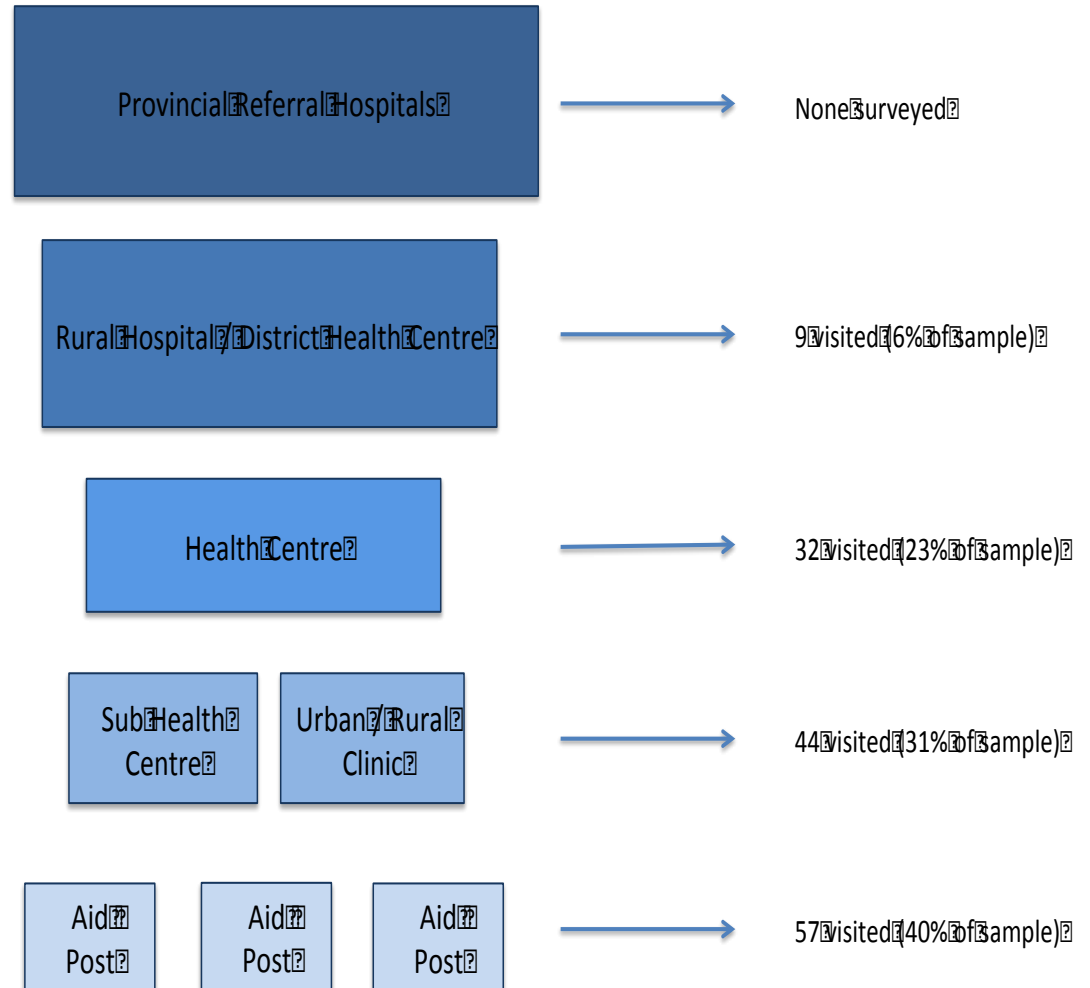 Provincial Referral Hospitals
None surveyed
Rural Hospital / District Health Centre
9 visited (6% of sample)
Health Centre
32 visited (23% of sample)
Sub Health
Centre
Urban / Rural
Clinic
44 visited (31% of sample)
Aid
Post
Aid
Post
Aid
Post
57 visited (40% of sample)